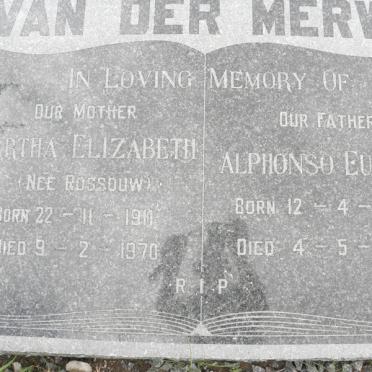 VAN DER MERW
IN LOVING MEMORY OF
OUR MOTHER
RTHA ELIZABETH
(NEE ROSSOUW)
BORN 22 - 11 - 1911
DIED 9 - 2 - 1970
OUR FATHER
ALPHONSO EU
BORN 12 - 4 -
DIED 4 - 5 -
R.I.P